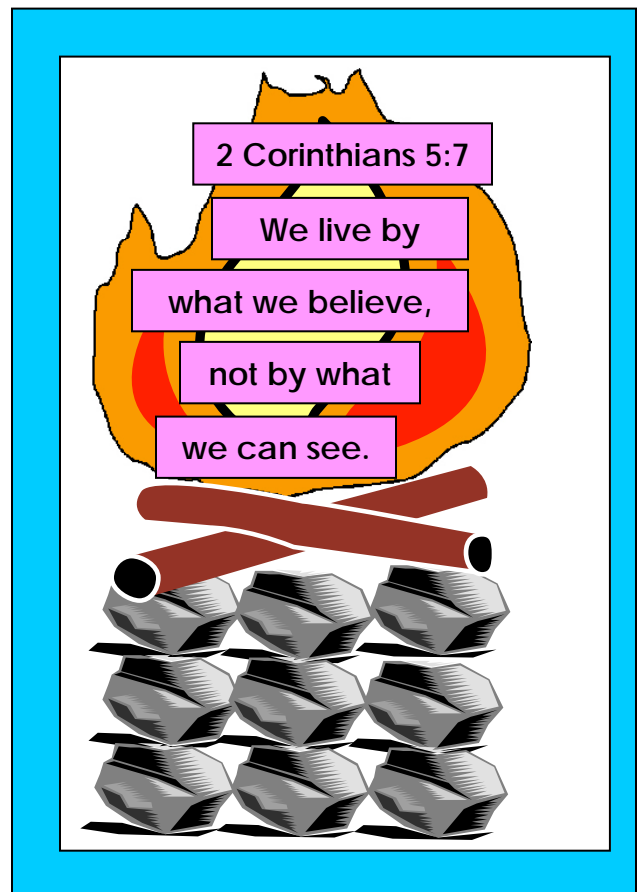 2 Corinthians 5:7
We live by
what we believe,
not by what
we can see.